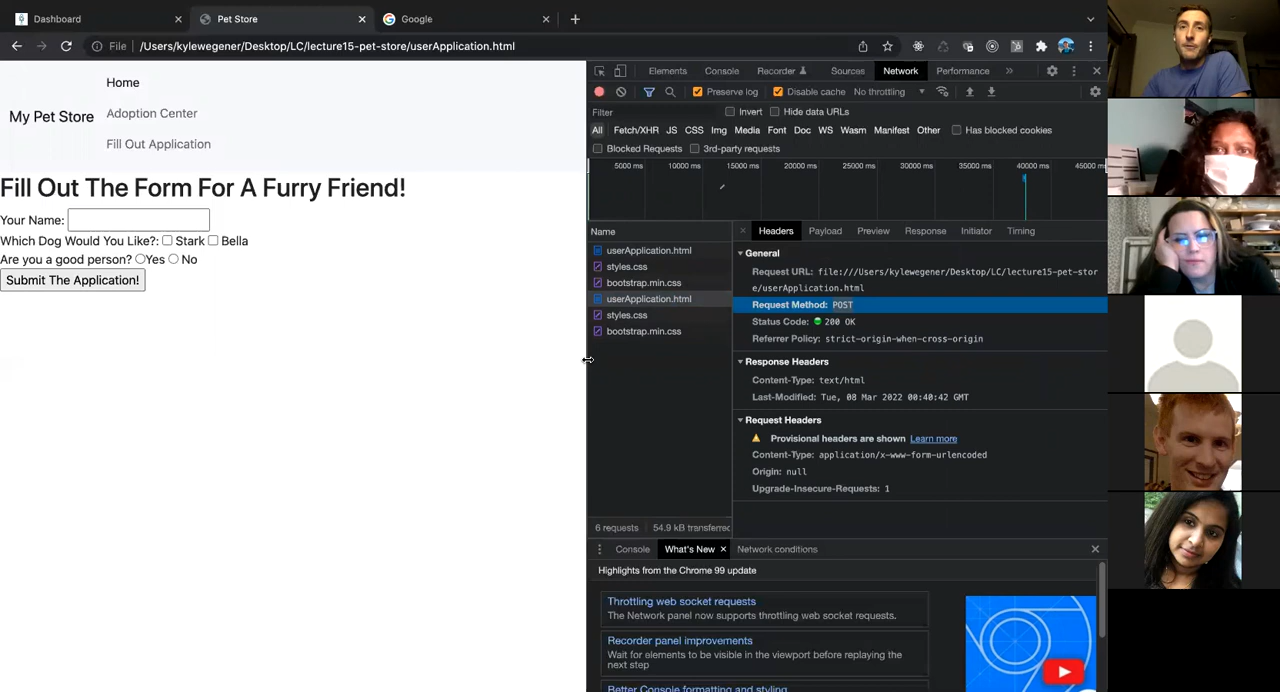 Dashboard
Pet Store
Google
File
/Users/kylewegener/Desktop/LC/lecture15-pet-store/userApplication.html
My Pet Store
Home
Adoption Center
Fill Out Application
Fill Out The Form For A Furry Friend!
Your Name:
Which Dog Would You Like?: Stark Bella
Are you a good person? Yes No
Submit The Application!
Elements Console Recorder Sources Network Performance
Preserve log Disable cache No throttling
Filter Invert Hide data URLs
All Fetch/XHR JS CSS Img Media Font Doc WS Wasm Manifest Other Has blocked cookies
Blocked Requests 3rd-party requests
5000 ms 10000 ms 15000 ms 20000 ms 25000 ms 30000 ms 35000 ms 40000 ms 45000 ms
Name
userApplication.html
styles.css
bootstrap.min.css
userApplication.html
styles.css
bootstrap.min.css
6 requests 54.9 kB transferred
Headers Payload Preview Response Initiator Timing
General
Request URL: file:///Users/kylewegener/Desktop/LC/lecture15-pet-stor
e/userApplication.html
Request Method: POST
Status Code: 200 OK
Referrer Policy: strict-origin-when-cross-origin
Response Headers
Content-Type: text/html
Last-Modified: Tue, 08 Mar 2022 00:40:42 GMT
Request Headers
Provisional headers are shown Learn more
Content-Type: application/x-www-form-urlencoded
Origin: null
Upgrade-Insecure-Requests: 1
Console What's New Network conditions
Highlights from the Chrome 99 update
Throttling web socket requests
The Network panel now supports throttling web socket requests.
Recorder panel improvements
Wait for elements to be visible in the viewport before replaying the
next step
Better Console formatting and styling